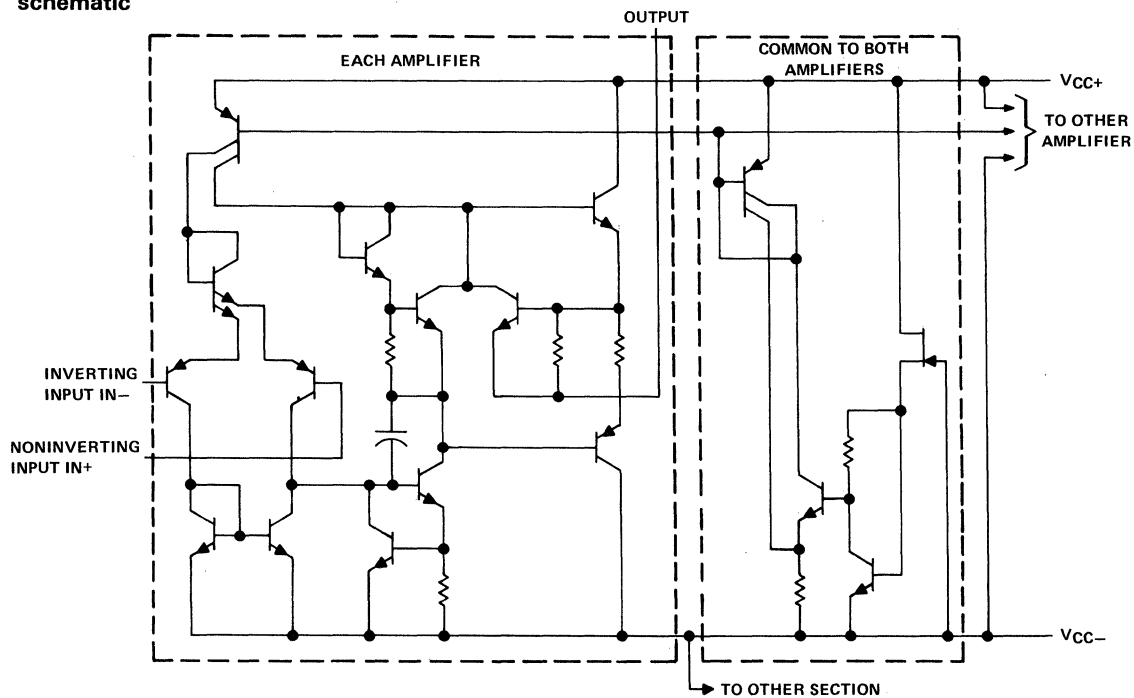 schematic
OUTPUT
EACH AMPLIFIER
COMMON TO BOTH
AMPLIFIERS
VCC+
TO OTHER
AMPLIFIER
INVERTING
INPUT IN−
NONINVERTING
INPUT IN+
VCC−
TO OTHER SECTION